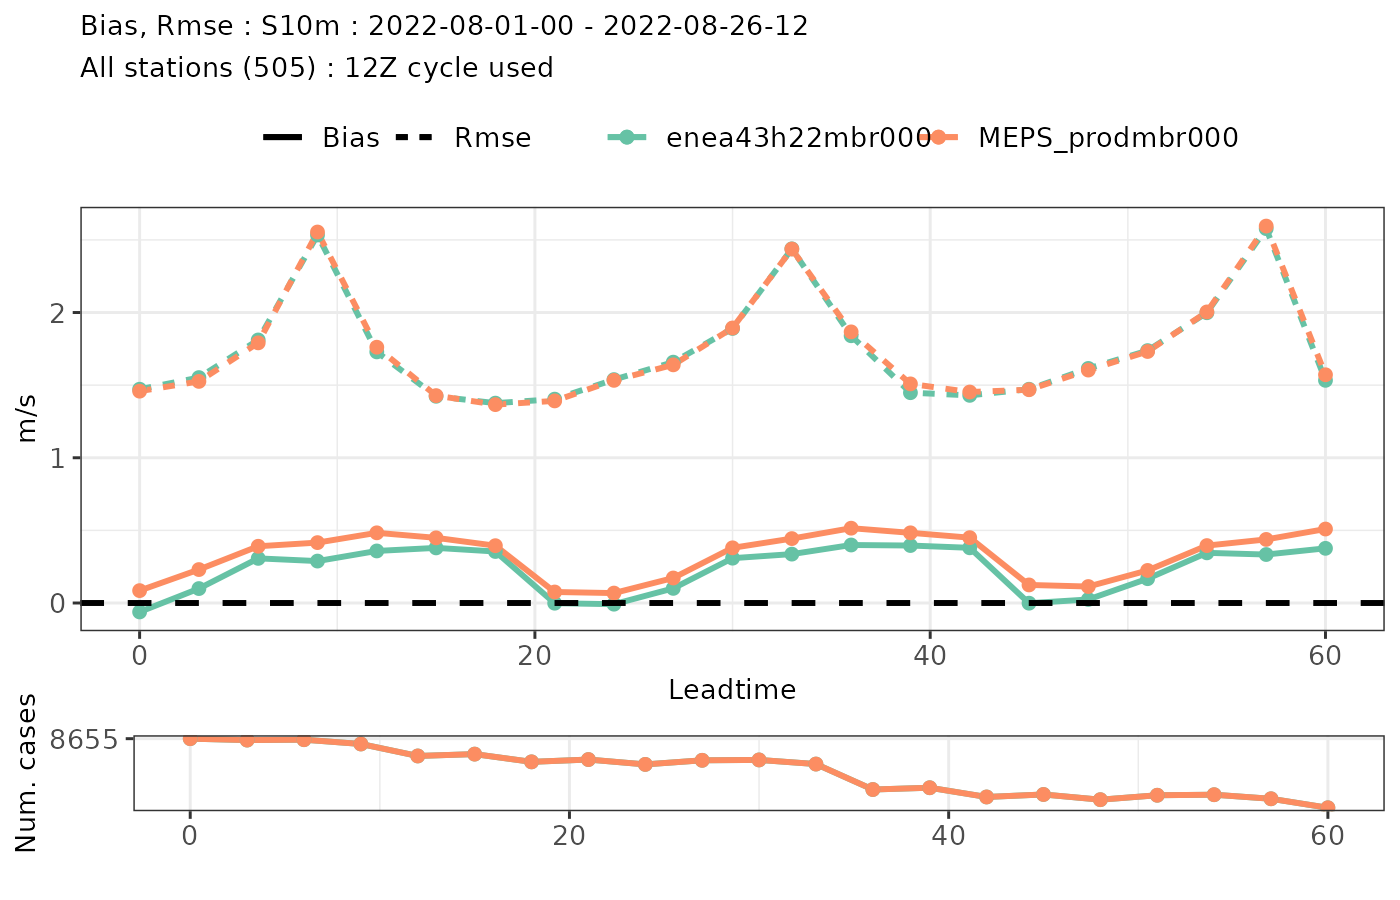 Bias, Rmse : S10m : 2022-08-01-00 - 2022-08-26-12
All stations (505) : 12Z cycle used
Bias Rmse enea43h22mbr000 MEPS_prodmbr000
2
1
0
m/s
0 20 40 60
Leadtime
8655
Num. cases
0 20 40 60